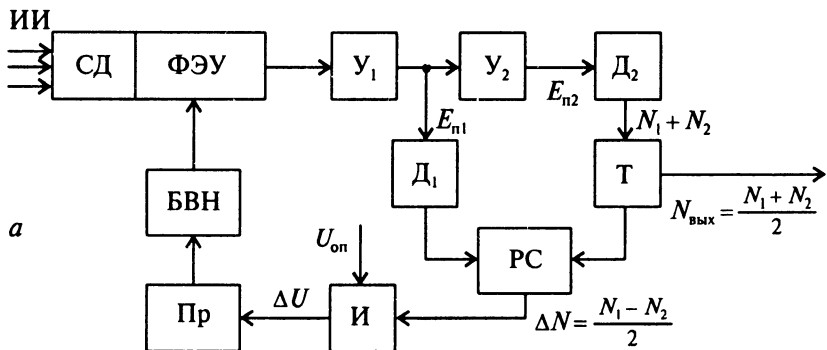 ИИ
СД ФЭУ У₁ У₂ Д₂
Eп1 Eп2 N₁ + N₂
Д₁ Т
БВН Nвых = (N₁ + N₂)/2
а Uоп РС
Пр ΔU И ΔN = (N₁ − N₂)/2